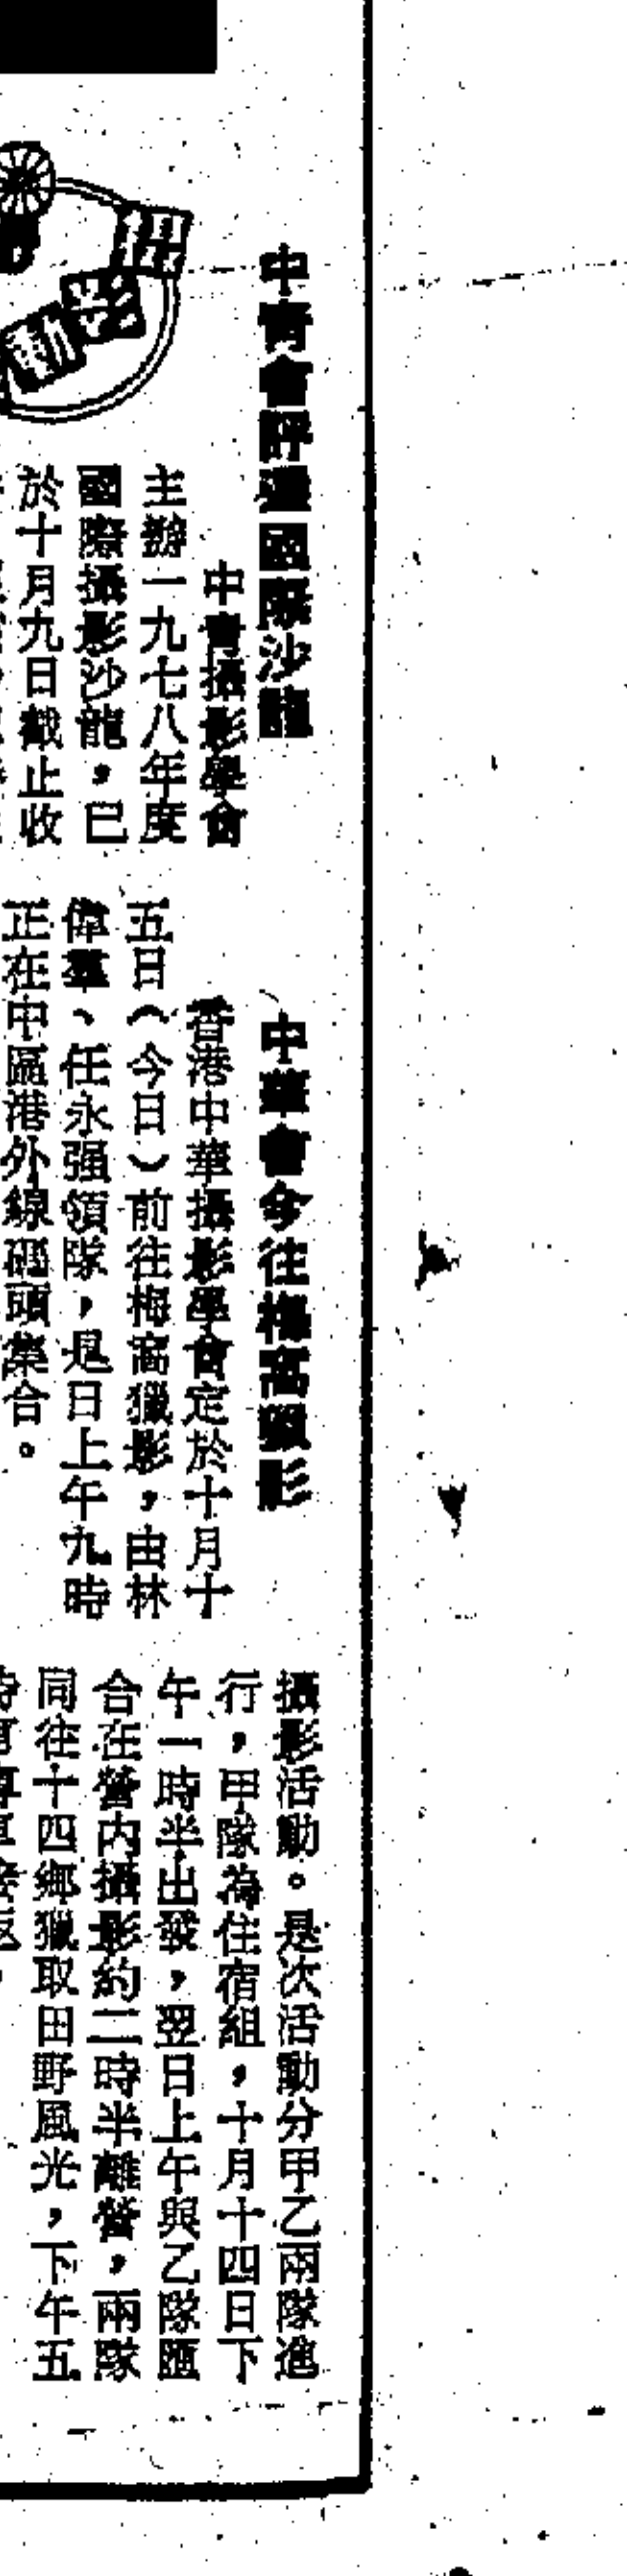 中青會評選國際沙龍
中青攝影學會
主辦一九七八年度
國際攝影沙龍，已
於十月九日截止收
中華會今往梅窩獵影
香港中華攝影學會定於十月十
五日（今日）前往梅窩獵影，由林
偉羣、任永强領隊，是日上午九時
正在中區港外線碼頭集合。
攝影活動。是次活動分甲乙兩隊進
行，甲隊為住宿組，十月十四日下
午一時半出發，翌日上午與乙隊匯
合在營內攝影約二時半離營，兩隊
同往十四鄉獵取田野風光，下午五